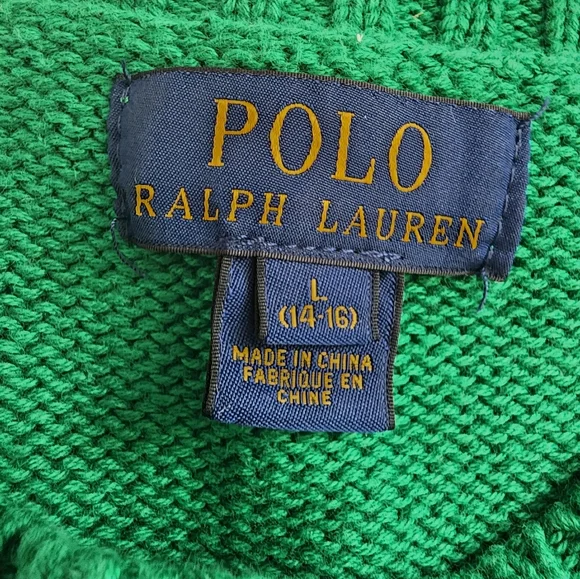 POLO
RALPH LAUREN
L
(14-16)
MADE IN CHINA
FABRIQUE EN
CHINE